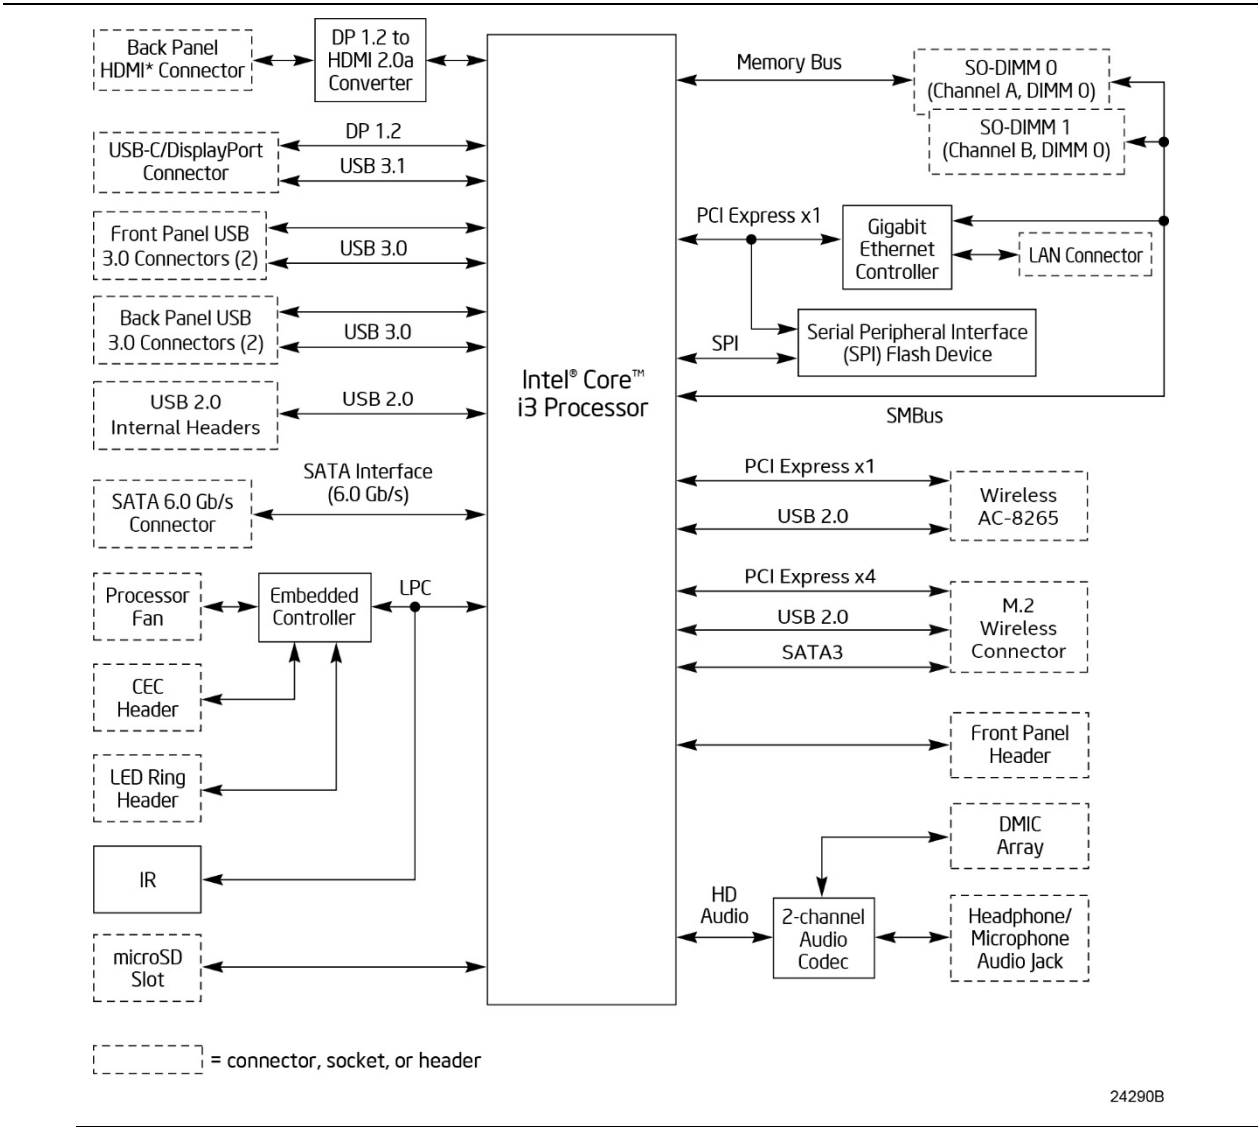 Back Panel
HDMI* Connector
DP 1.2 to
HDMI 2.0a
Converter
USB-C/DisplayPort
Connector
DP 1.2
USB 3.1
Front Panel USB
3.0 Connectors (2)
USB 3.0
Back Panel USB
3.0 Connectors (2)
USB 3.0
USB 2.0
Internal Headers
USB 2.0
SATA 6.0 Gb/s
Connector
SATA Interface
(6.0 Gb/s)
Processor
Fan
Embedded
Controller
LPC
CEC
Header
LED Ring
Header
IR
microSD
Slot
Intel® Core™
i3 Processor
Memory Bus
SO-DIMM 0
(Channel A, DIMM 0)
SO-DIMM 1
(Channel B, DIMM 0)
PCI Express x1
Gigabit
Ethernet
Controller
LAN Connector
SPI
Serial Peripheral Interface
(SPI) Flash Device
SMBus
PCI Express x1
USB 2.0
Wireless
AC-8265
PCI Express x4
USB 2.0
SATA3
M.2
Wireless
Connector
Front Panel
Header
DMIC
Array
HD
Audio
2-channel
Audio
Codec
Headphone/
Microphone
Audio Jack
= connector, socket, or header
24290B